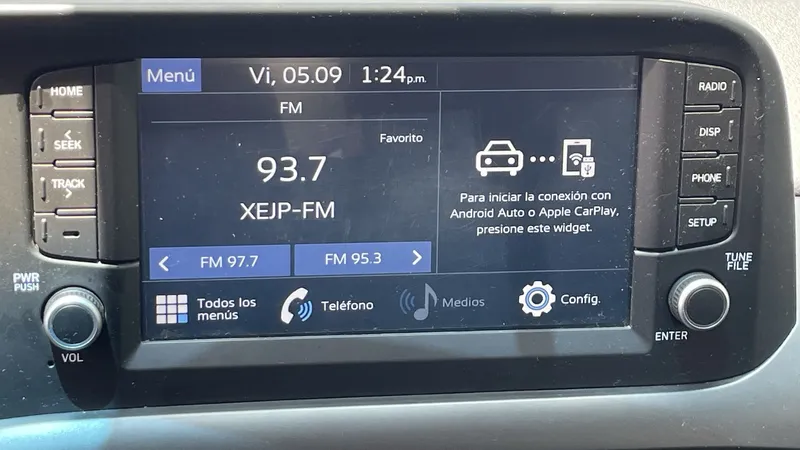 Menú
Vi, 05.09
1:24p.m.
HOME
SEEK
TRACK
PWR
PUSH
VOL
FM
Favorito
93.7
XEJP-FM
FM 97.7
FM 95.3
Para iniciar la conexión con
Android Auto o Apple CarPlay,
presione este widget.
Todos los
menús
Teléfono
Medios
Config.
RADIO
DISP
PHONE
SETUP
TUNE
FILE
ENTER